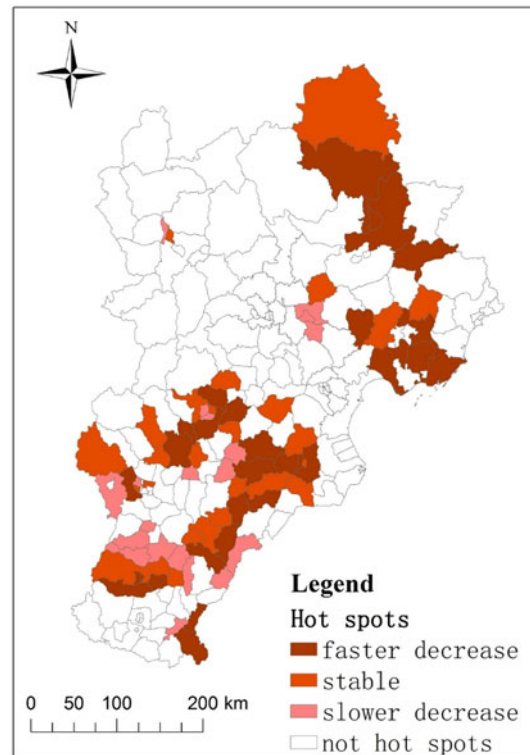 N
Legend
Hot spots
faster decrease
stable
slower decrease
not hot spots
0 50 100 200 km